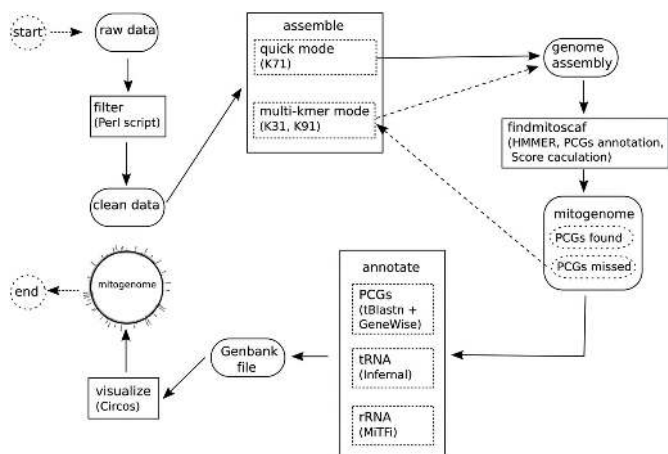 start
raw data
filter
(Perl script)
clean data
assemble
quick mode
(K71)
multi-kmer mode
(K31, K91)
genome
assembly
findmitoscaf
(HMMER, PCGs annotation,
Score caculation)
mitogenome
PCGs found
PCGs missed
annotate
PCGs
(tBlastn +
GeneWise)
tRNA
(Infernal)
rRNA
(MiTFi)
Genbank
file
visualize
(Circos)
mitogenome
end